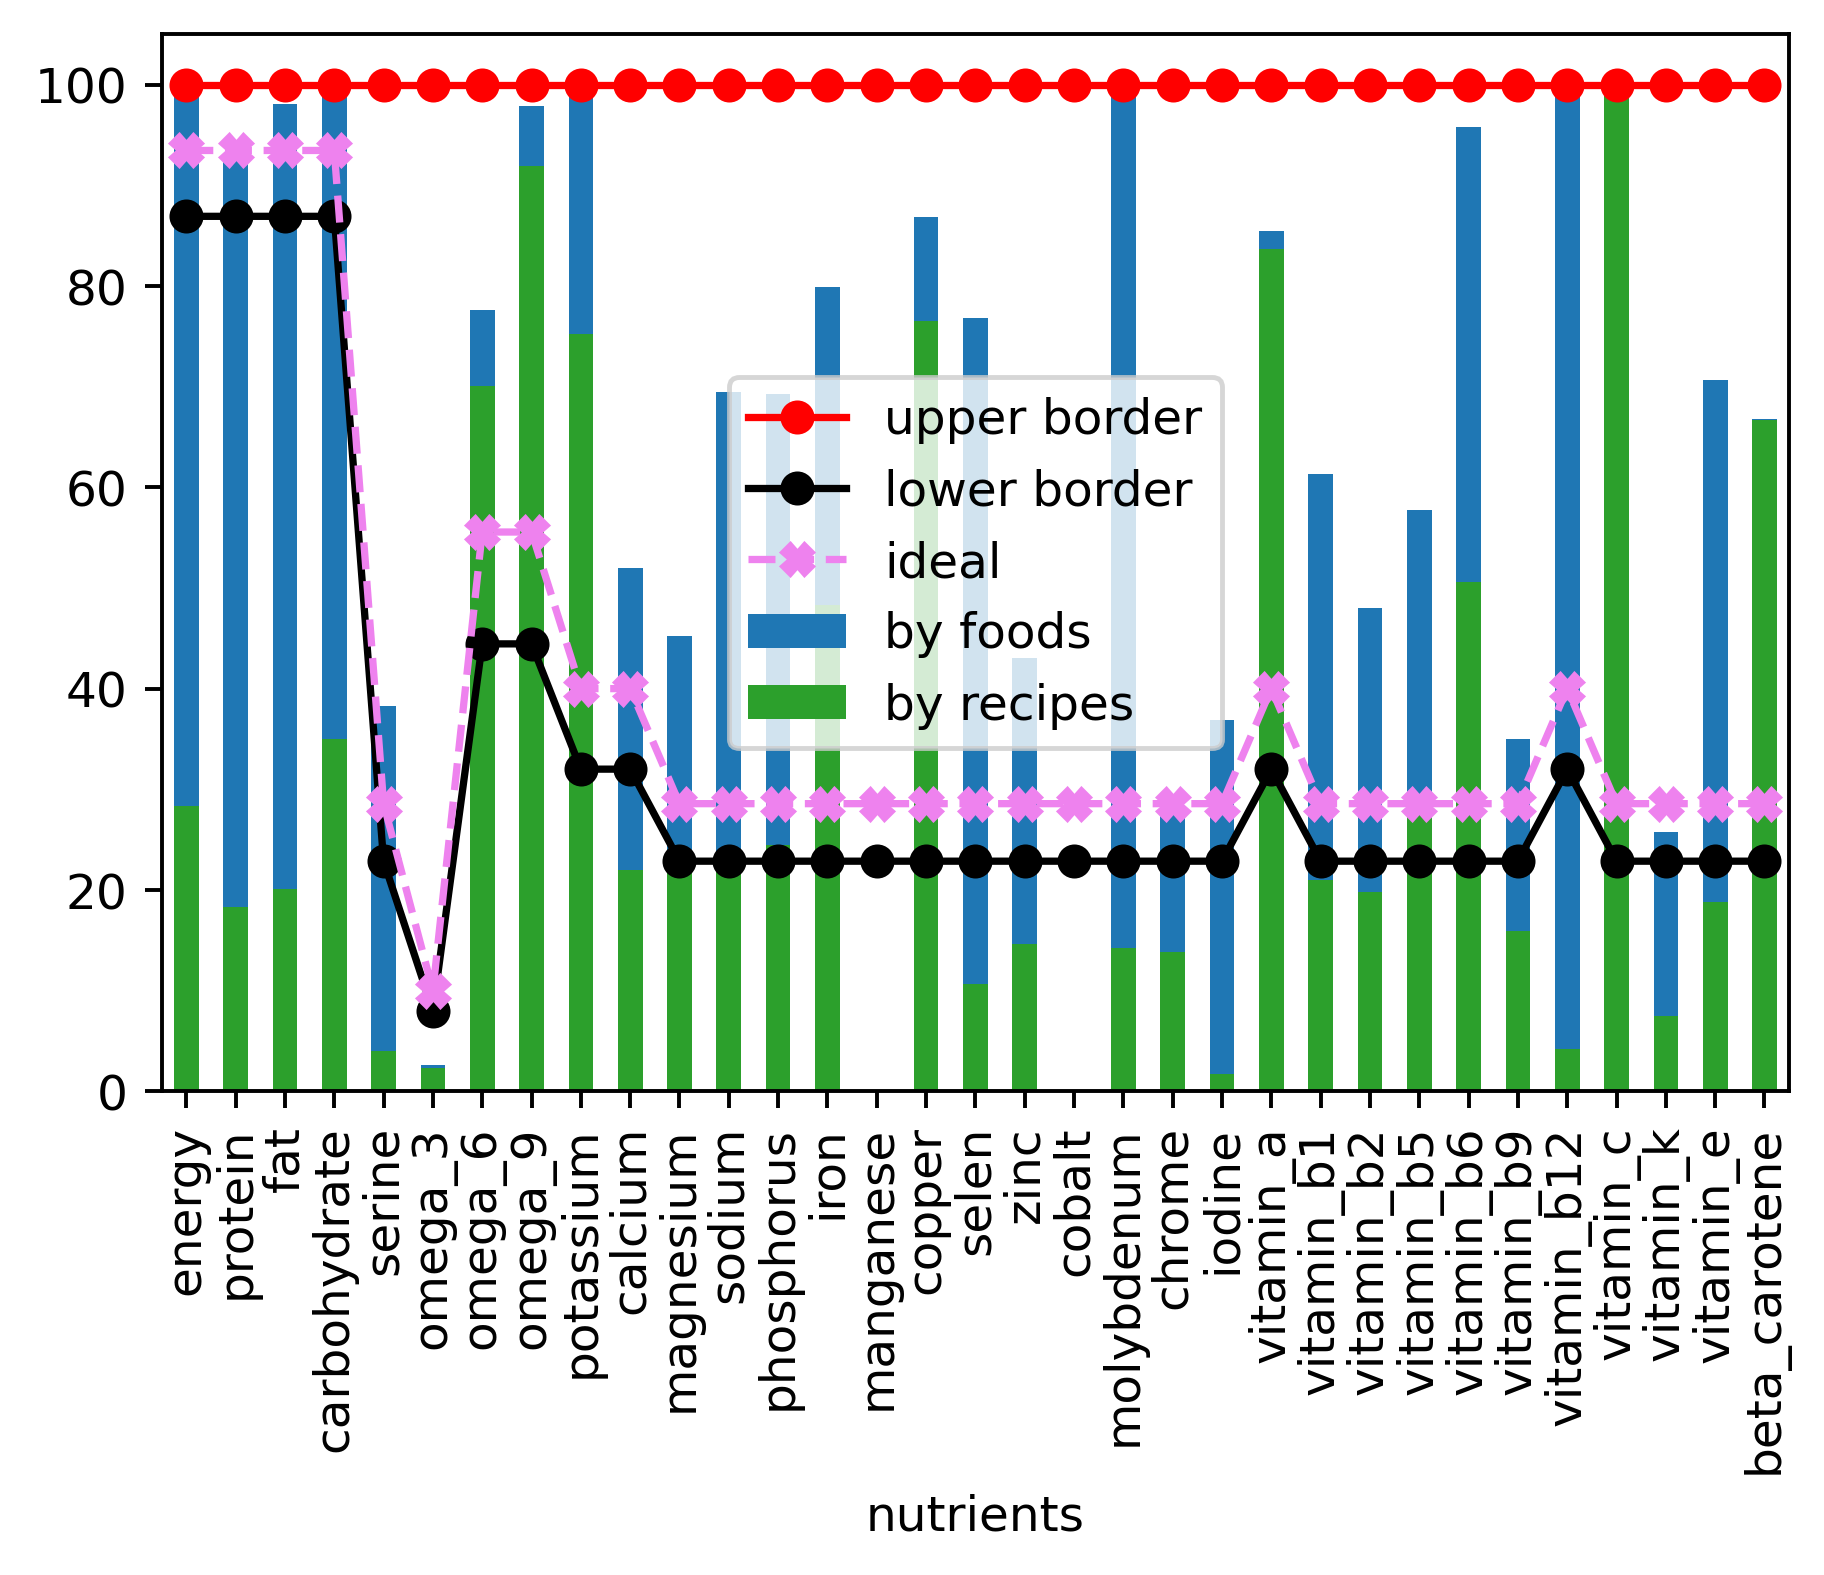 100
80
60
40
20
0
upper border
lower border
ideal
by foods
by recipes
energy
protein
fat
carbohydrate
serine
omega_3
omega_6
omega_9
potassium
calcium
magnesium
sodium
phosphorus
iron
manganese
copper
selen
zinc
cobalt
molybdenum
chrome
iodine
vitamin_a
vitamin_b1
vitamin_b2
vitamin_b5
vitamin_b6
vitamin_b9
vitamin_b12
vitamin_c
vitamin_k
vitamin_e
beta_carotene
nutrients